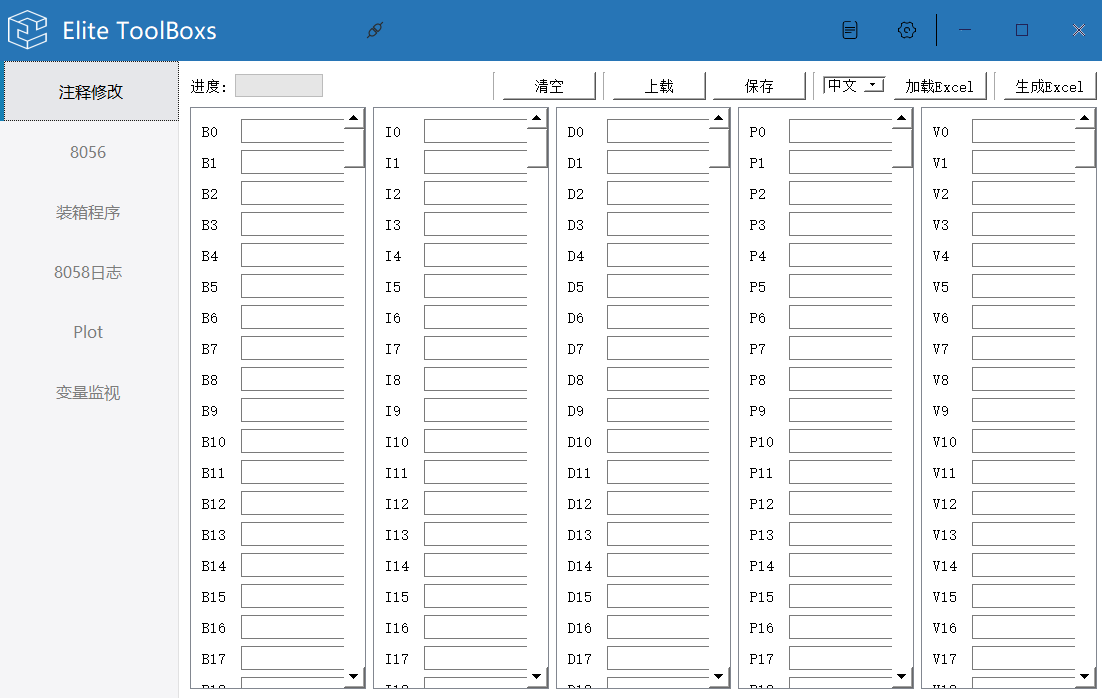 Elite ToolBoxs
注释修改
8056
装箱程序
8058日志
Plot
变量监视
进度: 清空 上载 保存 中文 加载Excel 生成Excel
B0 I0 D0 P0 V0
B1 I1 D1 P1 V1
B2 I2 D2 P2 V2
B3 I3 D3 P3 V3
B4 I4 D4 P4 V4
B5 I5 D5 P5 V5
B6 I6 D6 P6 V6
B7 I7 D7 P7 V7
B8 I8 D8 P8 V8
B9 I9 D9 P9 V9
B10 I10 D10 P10 V10
B11 I11 D11 P11 V11
B12 I12 D12 P12 V12
B13 I13 D13 P13 V13
B14 I14 D14 P14 V14
B15 I15 D15 P15 V15
B16 I16 D16 P16 V16
B17 I17 D17 P17 V17